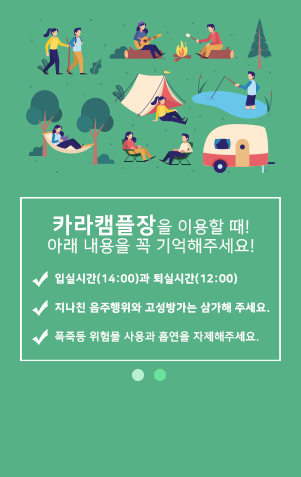 카라캠플장을 이용할 때!
아래 내용을 꼭 기억해주세요!
입실시간(14:00)과 퇴실시간(12:00)
지나친 음주행위와 고성방가는 삼가해 주세요.
폭죽등 위험물 사용과 흡연을 자제해주세요.